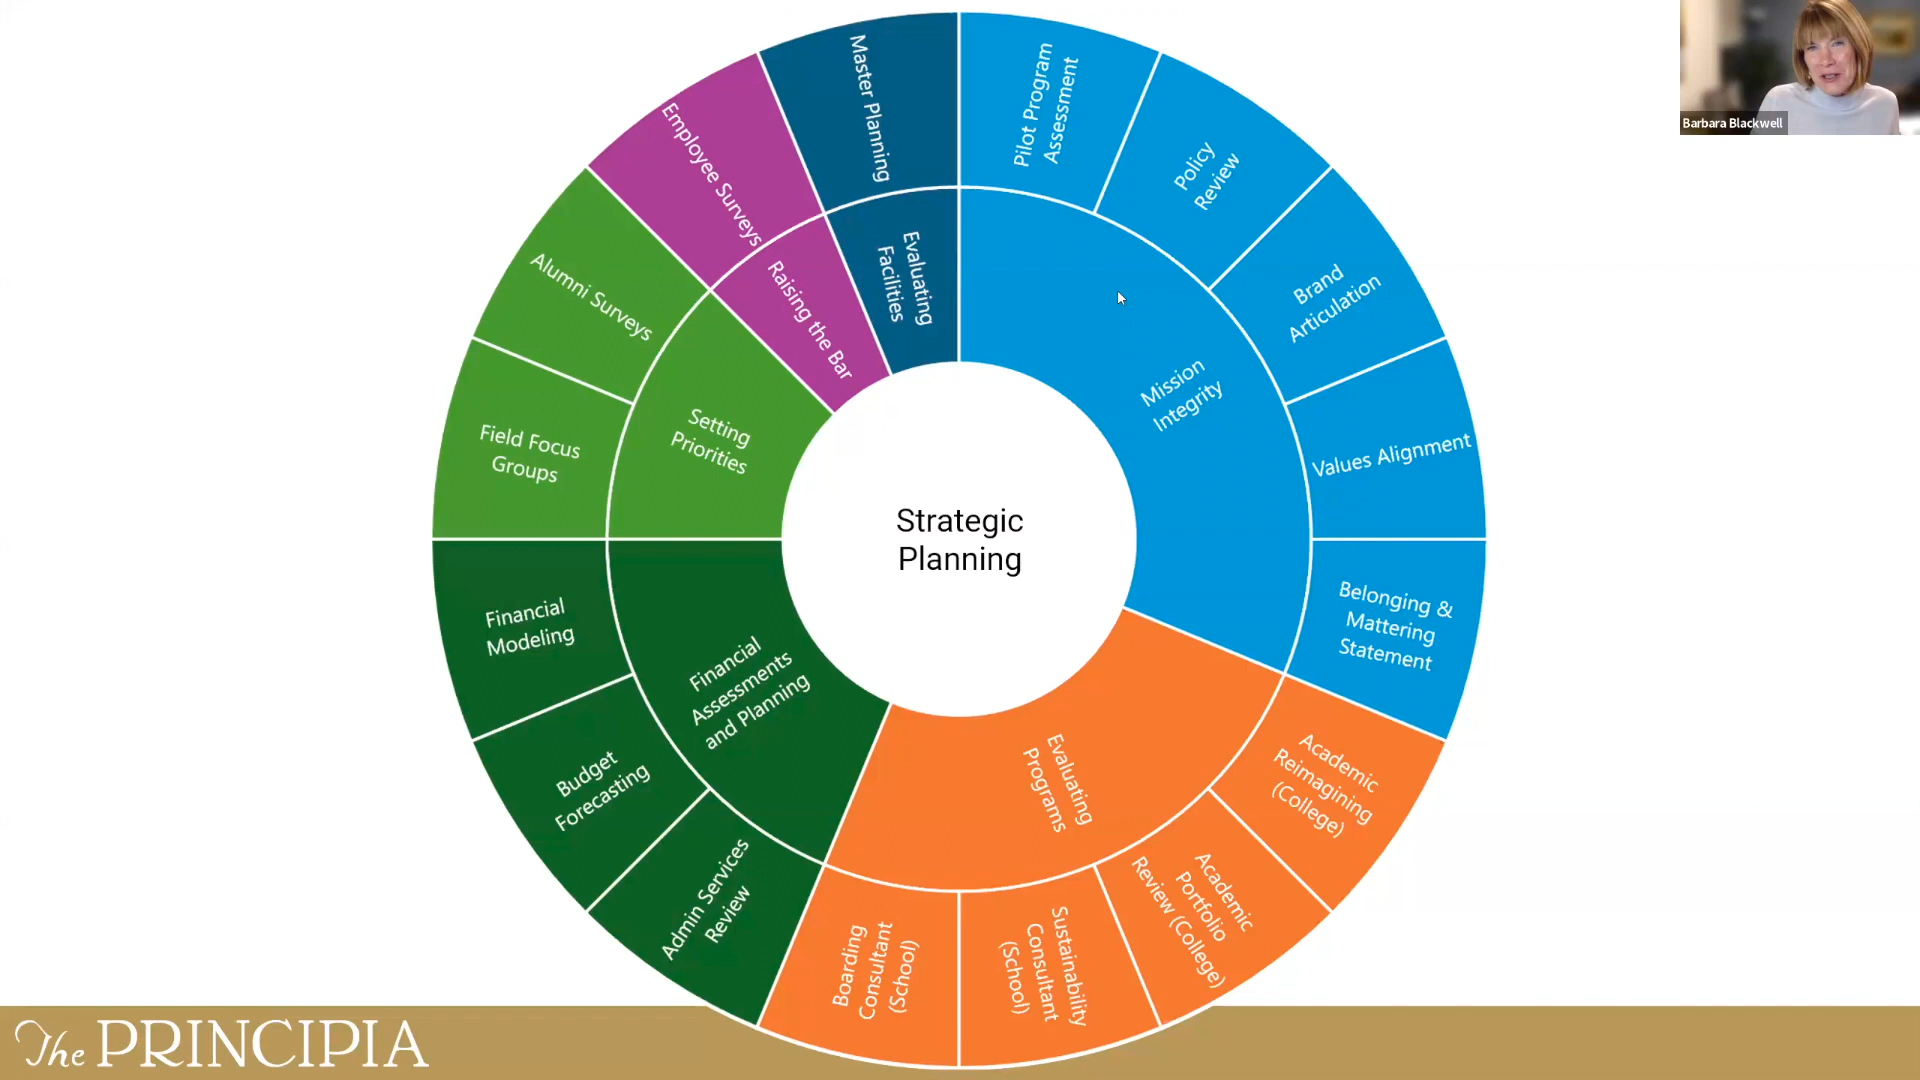 Barbara Blackwell
Strategic
Planning
Mission
Integrity
Pilot Program
Assessment
Policy
Review
Brand
Articulation
Values Alignment
Belonging &
Mattering
Statement
Evaluating
Programs
Academic
Reimagining
(College)
Academic
Portfolio
Review (College)
Sustainability
Consultant
(School)
Boarding
Consultant
(School)
Financial
Assessments
and Planning
Admin Services
Review
Budget
Forecasting
Financial
Modeling
Setting
Priorities
Field Focus
Groups
Alumni Surveys
Raising the Bar
Employee Surveys
Evaluating
Facilities
Master Planning
The PRINCIPIA